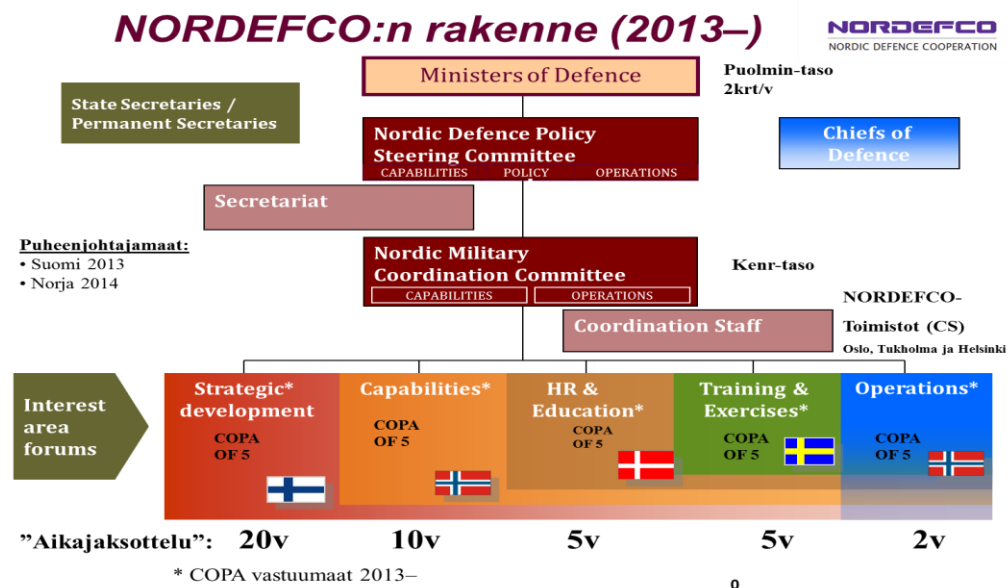 NORDEFCO:n rakenne (2013–)
NORDEFCO
NORDIC DEFENCE COOPERATION
Ministers of Defence
Puolmin-taso
2krt/v
State Secretaries /
Permanent Secretaries
Nordic Defence Policy
Steering Committee
CAPABILITIES POLICY OPERATIONS
Chiefs of
Defence
Secretariat
Puheenjohtajamaat:
• Suomi 2013
• Norja 2014
Nordic Military
Coordination Committee
CAPABILITIES OPERATIONS
Kenr-taso
Coordination Staff
NORDEFCO-
Toimistot (CS)
Oslo, Tukholma ja Helsinki
Interest
area
forums
Strategic*
development
COPA
OF 5
Capabilities*
COPA
OF 5
HR &
Education*
COPA
OF 5
Training &
Exercises*
COPA
OF 5
Operations*
COPA
OF 5
”Aikajaksottelu”: 20v 10v 5v 5v 2v
* COPA vastuumaat 2013–